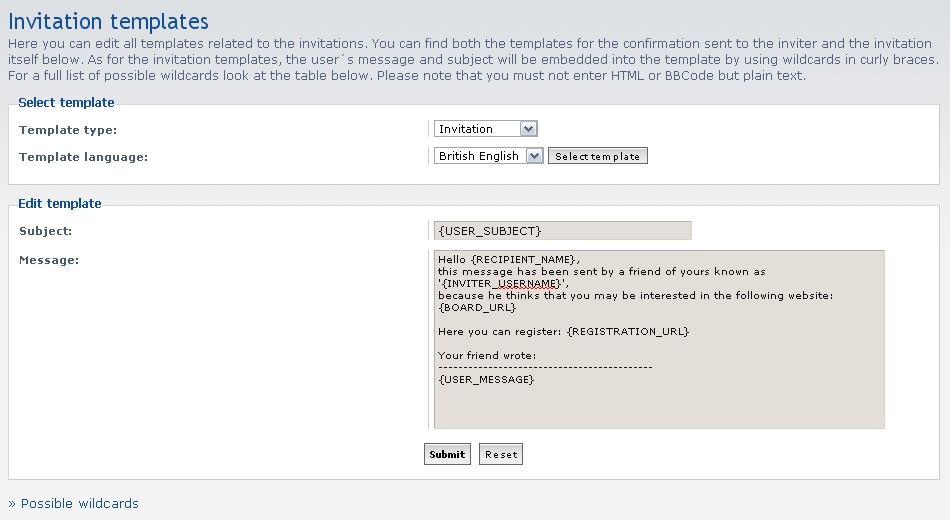 Invitation templates
Here you can edit all templates related to the invitations. You can find both the templates for the confirmation sent to the inviter and the invitation
itself below. As for the invitation templates, the user´s message and subject will be embedded into the template by using wildcards in curly braces.
For a full list of possible wildcards look at the table below. Please note that you must not enter HTML or BBCode but plain text.
Select template
Template type:
Invitation
Template language:
British English
Select template
Edit template
Subject:
{USER_SUBJECT}
Message:
Hello {RECIPIENT_NAME},
this message has been sent by a friend of yours known as
'{INVITER_USERNAME}',
because he thinks that you may be interested in the following website:
{BOARD_URL}
Here you can register: {REGISTRATION_URL}
Your friend wrote:
-------------------------------------------
{USER_MESSAGE}
Submit
Reset
» Possible wildcards